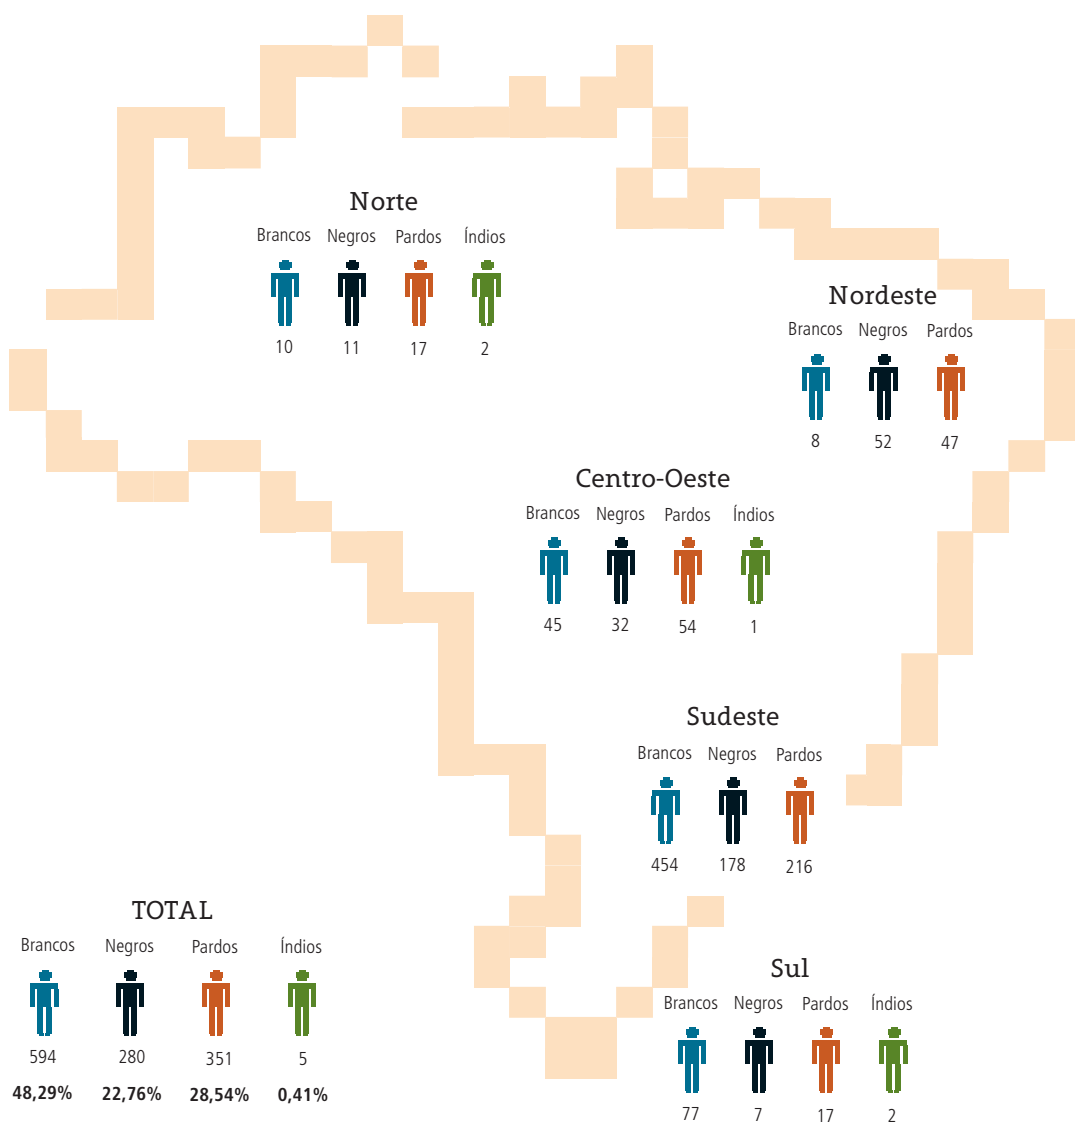 Norte
Brancos Negros Pardos Índios
10 11 17 2
Nordeste
Brancos Negros Pardos
8 52 47
Centro-Oeste
Brancos Negros Pardos Índios
45 32 54 1
Sudeste
Brancos Negros Pardos
454 178 216
TOTAL
Brancos Negros Pardos Índios
594 280 351 5
48,29% 22,76% 28,54% 0,41%
Sul
Brancos Negros Pardos Índios
77 7 17 2